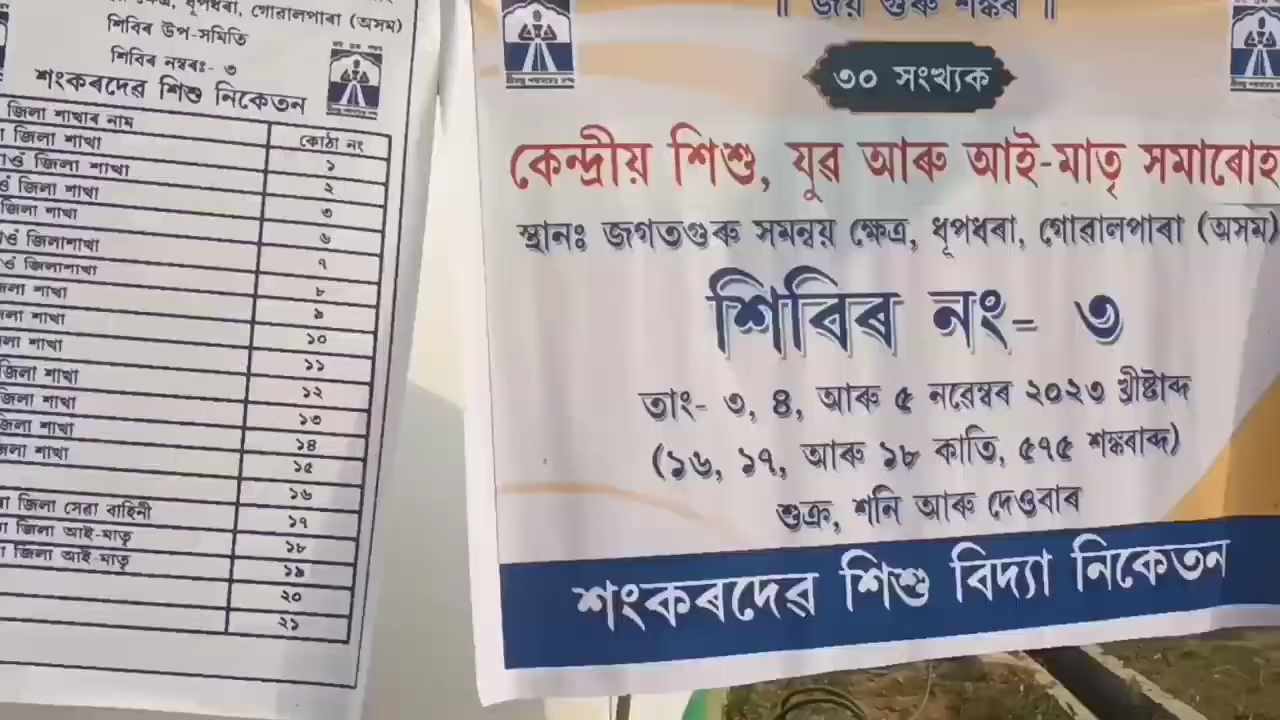 ধূপধৰা, গোৱালপাৰা (অসম)
শিবিৰ উপ-সমিতি
শিবিৰ নম্বৰঃ- ৩
শংকৰদেৱ শিশু নিকেতন
জিলা শাখাৰ নাম
কোঠা নং
জিলা শাখা
১
জিলা শাখা
২
জিলা শাখা
৩
জিলা শাখা
৬
জিলাশাখা
৭
জিলাশাখা
৮
শাখা
৯
শাখা
১০
শাখা
১১
শাখা
১২
শাখা
১৩
শাখা
১৪
শাখা
১৫
১৬
জিলা সেৱা বাহিনী
১৭
জিলা আই-মাতৃ
১৮
জিলা আই মাতৃ
১৯
২০
২১
॥ জয় গুৰু শঙ্কৰ ॥
৩০ সংখ্যক
কেন্দ্ৰীয় শিশু, যুৱ আৰু আই-মাতৃ সমাৰোহ
স্থানঃ জগতগুৰু সমন্বয় ক্ষেত্ৰ, ধূপধৰা, গোৱালপাৰা (অসম)
শিবিৰ নং- ৩
তাং- ৩, ৪, আৰু ৫ নৱেম্বৰ ২০২৩ খ্ৰীষ্টাব্দ
(১৬, ১৭, আৰু ১৮ কাতি, ৫৭৫ শঙ্কৰাব্দ)
শুক্ৰ, শনি আৰু দেওবাৰ
শংকৰদেৱ শিশু বিদ্যা নিকেতন